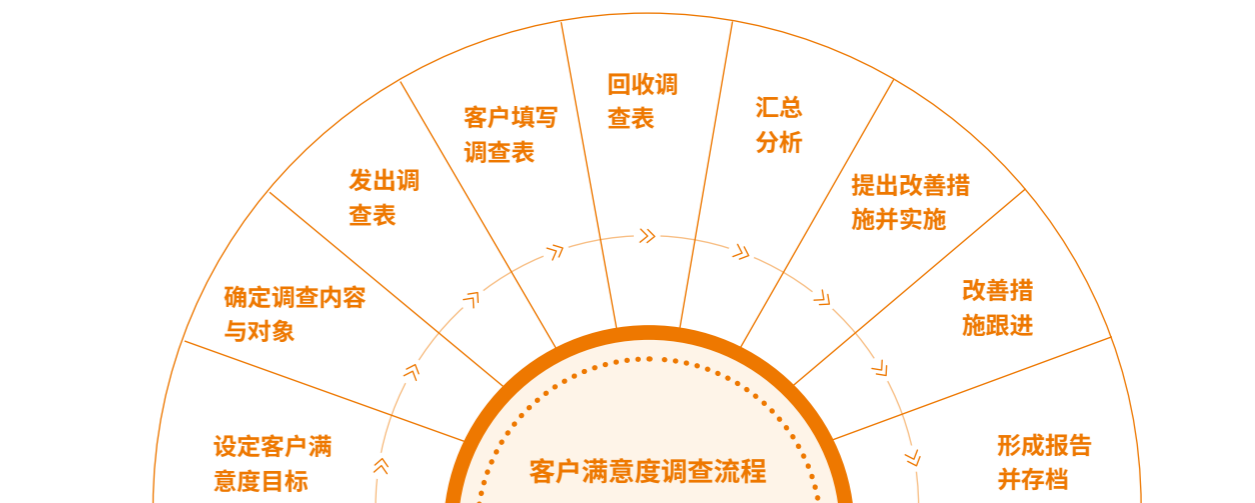 设定客户满
意度目标
确定调查内容
与对象
发出调
查表
客户填写
调查表
回收调
查表
汇总
分析
提出改善措
施并实施
改善措
施跟进
形成报告
并存档
客户满意度调查流程